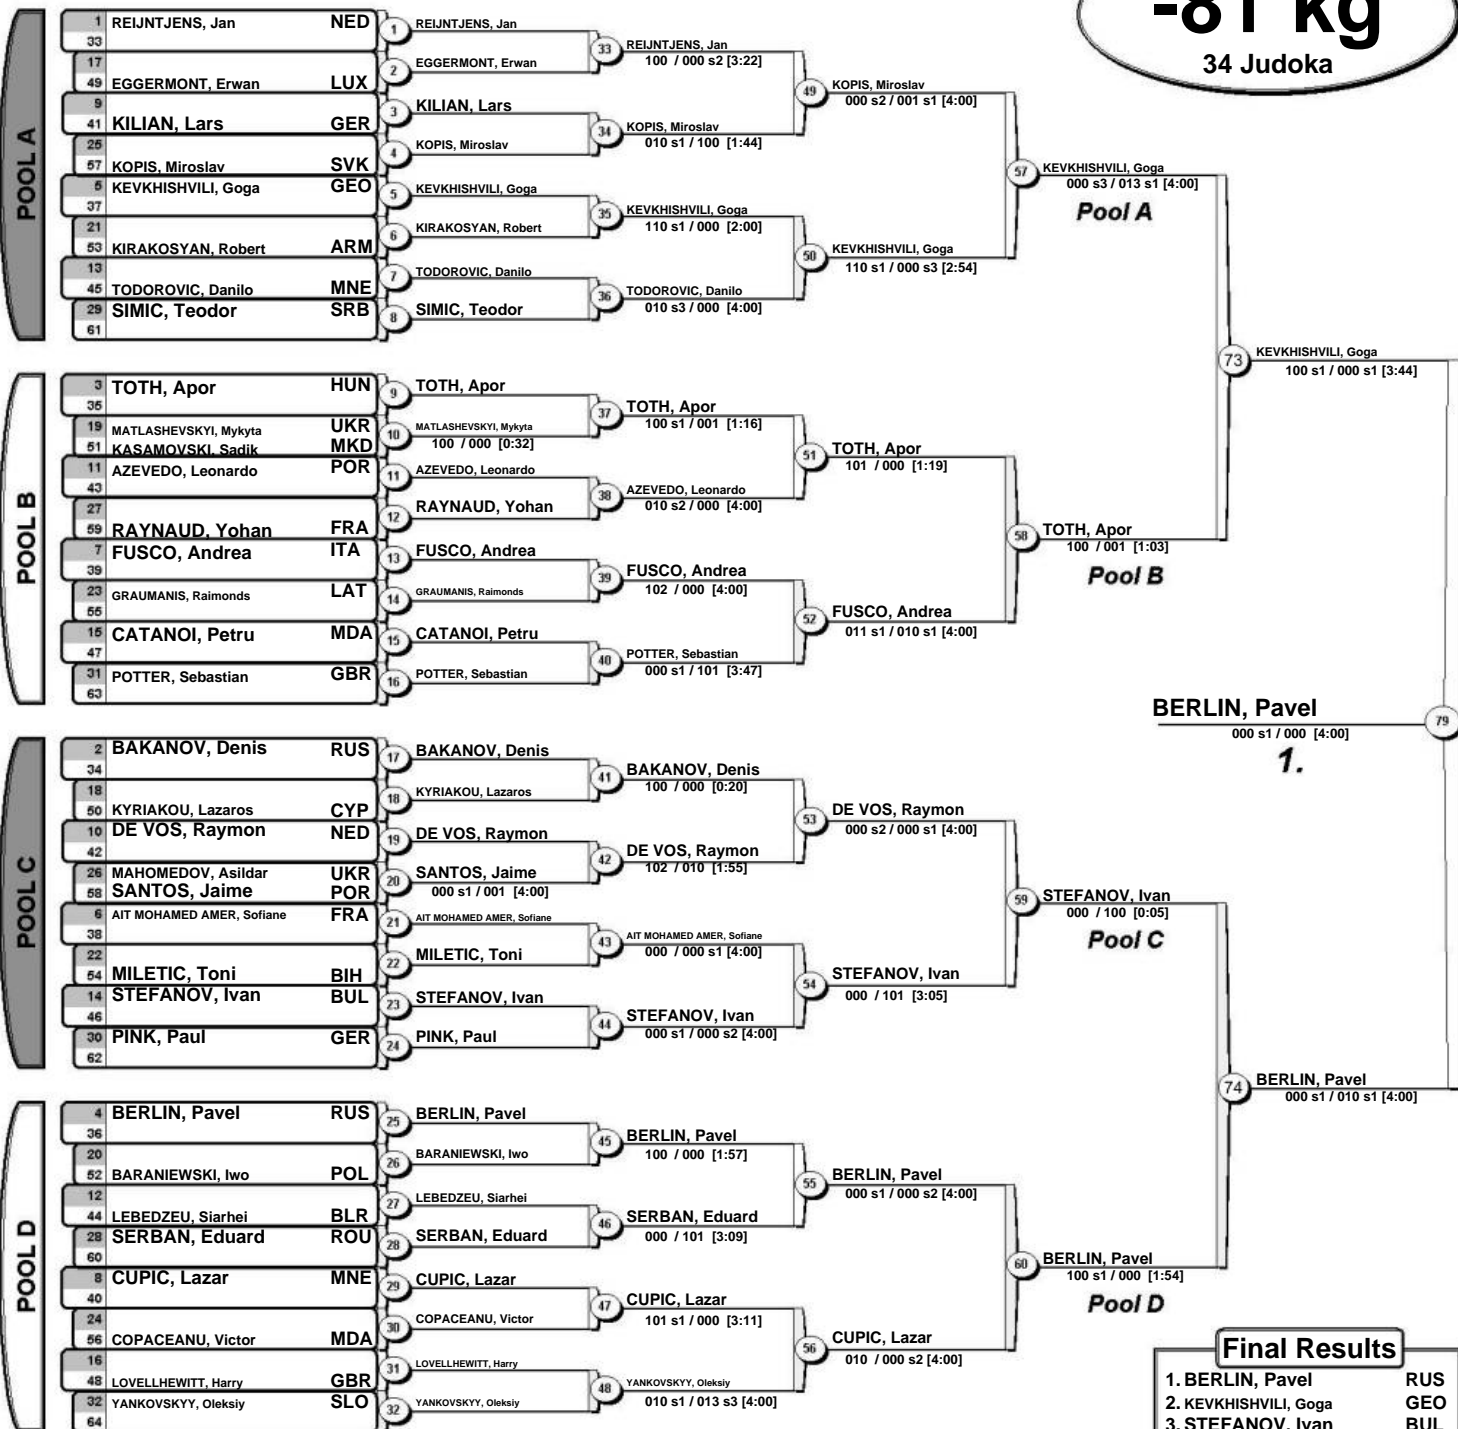 -81 kg
34 Judoka
POOL A
1 REIJNTJENS, Jan NED
33
17
49 EGGERMONT, Erwan LUX
9
41 KILIAN, Lars GER
25
57 KOPIS, Miroslav SVK
5 KEVKHISHVILI, Goga GEO
37
21
53 KIRAKOSYAN, Robert ARM
13
45 TODOROVIC, Danilo MNE
29 SIMIC, Teodor SRB
61
1 REIJNTJENS, Jan
2 EGGERMONT, Erwan
3 KILIAN, Lars
4 KOPIS, Miroslav
5 KEVKHISHVILI, Goga
6 KIRAKOSYAN, Robert
7 TODOROVIC, Danilo
8 SIMIC, Teodor
33 REIJNTJENS, Jan
100 / 000 s2 [3:22]
34 KOPIS, Miroslav
010 s1 / 100 [1:44]
35 KEVKHISHVILI, Goga
110 s1 / 000 [2:00]
36 TODOROVIC, Danilo
010 s3 / 000 [4:00]
49 KOPIS, Miroslav
000 s2 / 001 s1 [4:00]
50 KEVKHISHVILI, Goga
110 s1 / 000 s3 [2:54]
57 KEVKHISHVILI, Goga
000 s3 / 013 s1 [4:00]
Pool A
POOL B
3 TOTH, Apor HUN
35
19 MATLASHEVSKYI, Mykyta UKR
51 KASAMOVSKI, Sadik MKD
11 AZEVEDO, Leonardo POR
43
27
59 RAYNAUD, Yohan FRA
7 FUSCO, Andrea ITA
39
23 GRAUMANIS, Raimonds LAT
55
15 CATANOI, Petru MDA
47
31 POTTER, Sebastian GBR
63
9 TOTH, Apor
10 MATLASHEVSKYI, Mykyta
100 / 000 [0:32]
11 AZEVEDO, Leonardo
12 RAYNAUD, Yohan
13 FUSCO, Andrea
14 GRAUMANIS, Raimonds
15 CATANOI, Petru
16 POTTER, Sebastian
37 TOTH, Apor
100 s1 / 001 [1:16]
38 AZEVEDO, Leonardo
010 s2 / 000 [4:00]
39 FUSCO, Andrea
102 / 000 [4:00]
40 POTTER, Sebastian
000 s1 / 101 [3:47]
51 TOTH, Apor
101 / 000 [1:19]
52 FUSCO, Andrea
011 s1 / 010 s1 [4:00]
58 TOTH, Apor
100 / 001 [1:03]
Pool B
73 KEVKHISHVILI, Goga
100 s1 / 000 s1 [3:44]
BERLIN, Pavel 79
000 s1 / 000 [4:00]
1.
POOL C
2 BAKANOV, Denis RUS
34
18
50 KYRIAKOU, Lazaros CYP
10 DE VOS, Raymon NED
42
26 MAHOMEDOV, Asildar UKR
58 SANTOS, Jaime POR
6 AIT MOHAMED AMER, Sofiane FRA
38
22
54 MILETIC, Toni BIH
14 STEFANOV, Ivan BUL
46
30 PINK, Paul GER
62
17 BAKANOV, Denis
18 KYRIAKOU, Lazaros
19 DE VOS, Raymon
20 SANTOS, Jaime
000 s1 / 001 [4:00]
21 AIT MOHAMED AMER, Sofiane
22 MILETIC, Toni
23 STEFANOV, Ivan
24 PINK, Paul
41 BAKANOV, Denis
100 / 000 [0:20]
42 DE VOS, Raymon
102 / 010 [1:55]
43 AIT MOHAMED AMER, Sofiane
000 / 000 s1 [4:00]
44 STEFANOV, Ivan
000 s1 / 000 s2 [4:00]
53 DE VOS, Raymon
000 s2 / 000 s1 [4:00]
54 STEFANOV, Ivan
000 / 101 [3:05]
59 STEFANOV, Ivan
000 / 100 [0:05]
Pool C
POOL D
4 BERLIN, Pavel RUS
36
20
52 BARANIEWSKI, Iwo POL
12
44 LEBEDZEU, Siarhei BLR
28 SERBAN, Eduard ROU
60
8 CUPIC, Lazar MNE
40
24
56 COPACEANU, Victor MDA
16
48 LOVELLHEWITT, Harry GBR
32 YANKOVSKYY, Oleksiy SLO
64
25 BERLIN, Pavel
26 BARANIEWSKI, Iwo
27 LEBEDZEU, Siarhei
28 SERBAN, Eduard
29 CUPIC, Lazar
30 COPACEANU, Victor
31 LOVELLHEWITT, Harry
32 YANKOVSKYY, Oleksiy
45 BERLIN, Pavel
100 / 000 [1:57]
46 SERBAN, Eduard
000 / 101 [3:09]
47 CUPIC, Lazar
101 s1 / 000 [3:11]
48 YANKOVSKYY, Oleksiy
010 s1 / 013 s3 [4:00]
55 BERLIN, Pavel
000 s1 / 000 s2 [4:00]
56 CUPIC, Lazar
010 / 000 s2 [4:00]
60 BERLIN, Pavel
100 s1 / 000 [1:54]
Pool D
74 BERLIN, Pavel
000 s1 / 010 s1 [4:00]
Final Results
1. BERLIN, Pavel RUS
2. KEVKHISHVILI, Goga GEO
3. STEFANOV, Ivan BUL